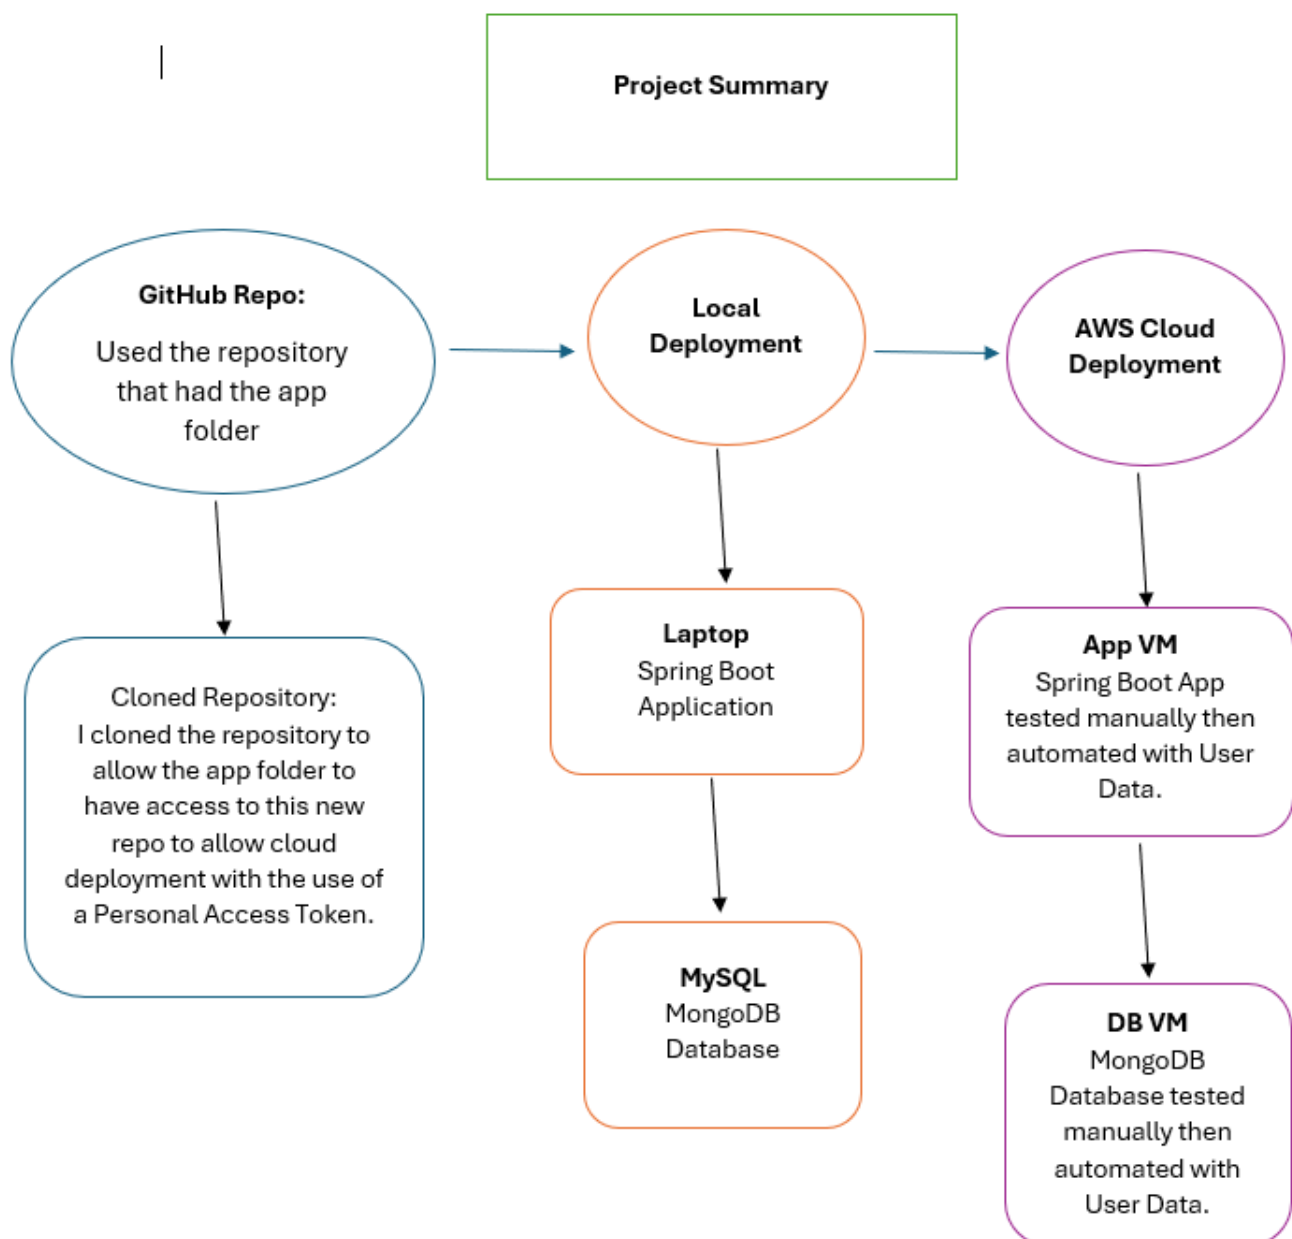 Project Summary
GitHub Repo:
Used the repository
that had the app
folder
Local
Deployment
AWS Cloud
Deployment
Cloned Repository:
I cloned the repository to
allow the app folder to
have access to this new
repo to allow cloud
deployment with the use of
a Personal Access Token.
Laptop
Spring Boot
Application
App VM
Spring Boot App
tested manually then
automated with User
Data.
MySQL
MongoDB
Database
DB VM
MongoDB
Database tested
manually then
automated with
User Data.